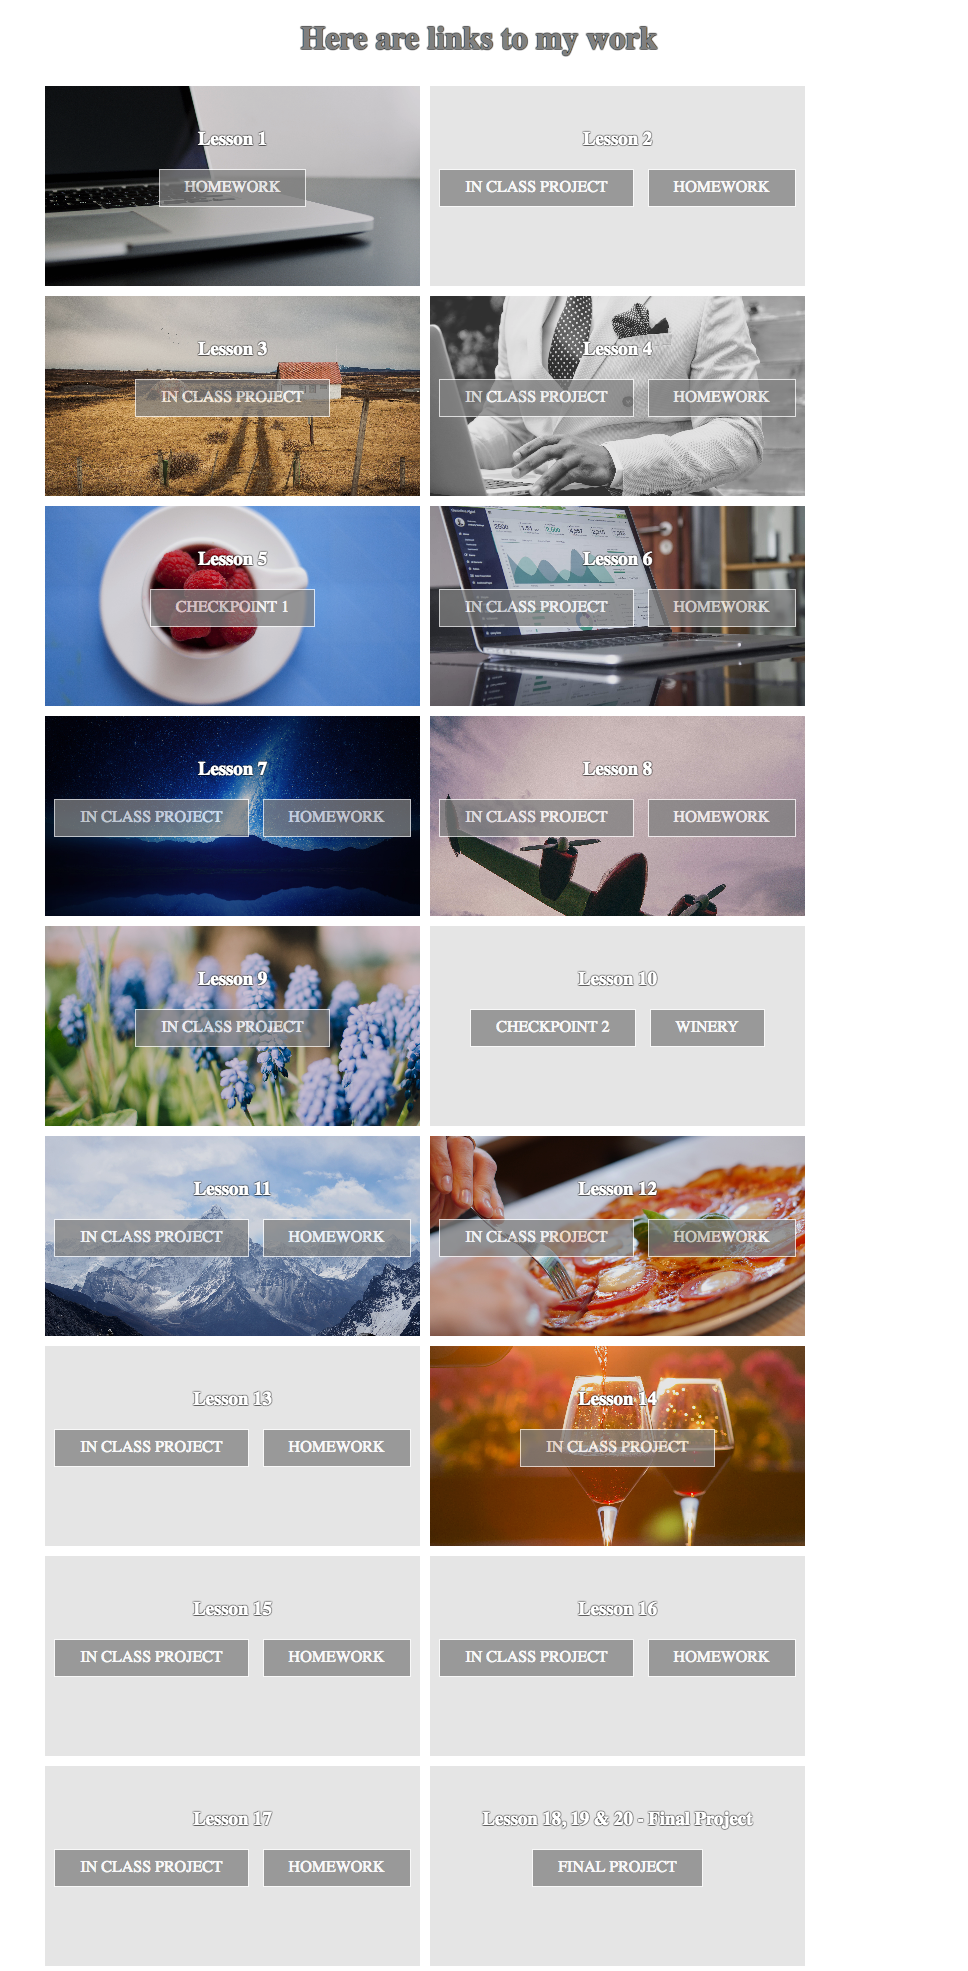 Here are links to my work
Lesson 1
HOMEWORK
Lesson 2
IN CLASS PROJECT HOMEWORK
Lesson 3
IN CLASS PROJECT
Lesson 4
IN CLASS PROJECT HOMEWORK
Lesson 5
CHECKPOINT 1
Lesson 6
IN CLASS PROJECT HOMEWORK
Lesson 7
IN CLASS PROJECT HOMEWORK
Lesson 8
IN CLASS PROJECT HOMEWORK
Lesson 9
IN CLASS PROJECT
Lesson 10
CHECKPOINT 2 WINERY
Lesson 11
IN CLASS PROJECT HOMEWORK
Lesson 12
IN CLASS PROJECT HOMEWORK
Lesson 13
IN CLASS PROJECT HOMEWORK
Lesson 14
IN CLASS PROJECT
Lesson 15
IN CLASS PROJECT HOMEWORK
Lesson 16
IN CLASS PROJECT HOMEWORK
Lesson 17
IN CLASS PROJECT HOMEWORK
Lesson 18, 19 & 20 - Final Project
FINAL PROJECT